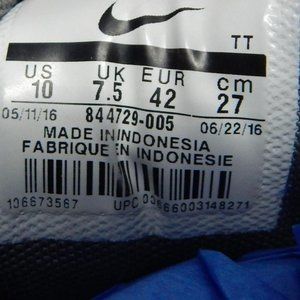 TT
US UK EUR cm
10 7.5 42 27
05/11/16 844729-005 06/22/16
MADE IN INDONESIA
FABRIQUE EN INDONESIE
106673567 UPC 00666003148271